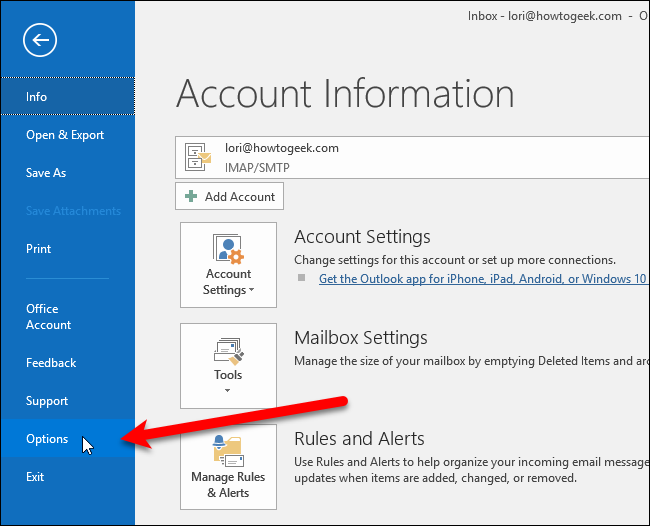 Inbox - lori@howtogeek.com - O
Info
Open & Export
Save As
Save Attachments
Print
Office
Account
Feedback
Support
Options
Exit
Account Information
lori@howtogeek.com
IMAP/SMTP
Add Account
Account
Settings
Account Settings
Change settings for this account or set up more connections.
Get the Outlook app for iPhone, iPad, Android, or Windows 10
Tools
Mailbox Settings
Manage the size of your mailbox by emptying Deleted Items and arc
Manage Rules
& Alerts
Rules and Alerts
Use Rules and Alerts to help organize your incoming email message
updates when items are added, changed, or removed.